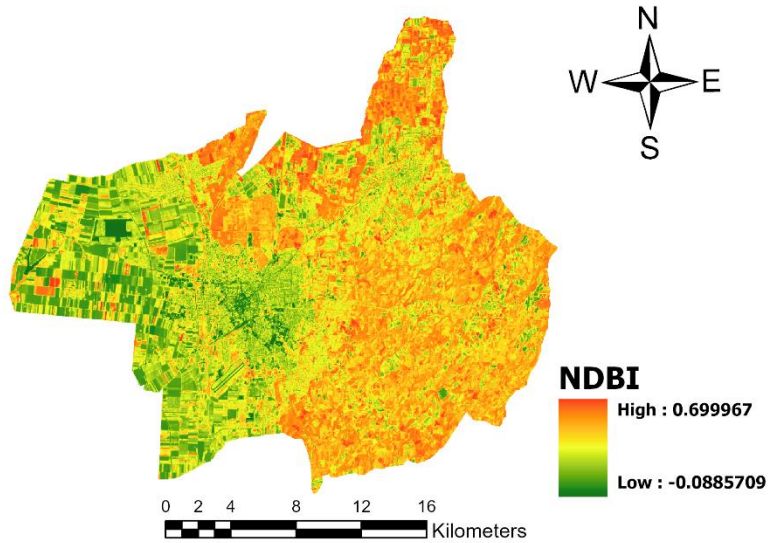 N
W E
S
NDBI
High : 0.699967
Low : -0.0885709
0 2 4 8 12 16
Kilometers